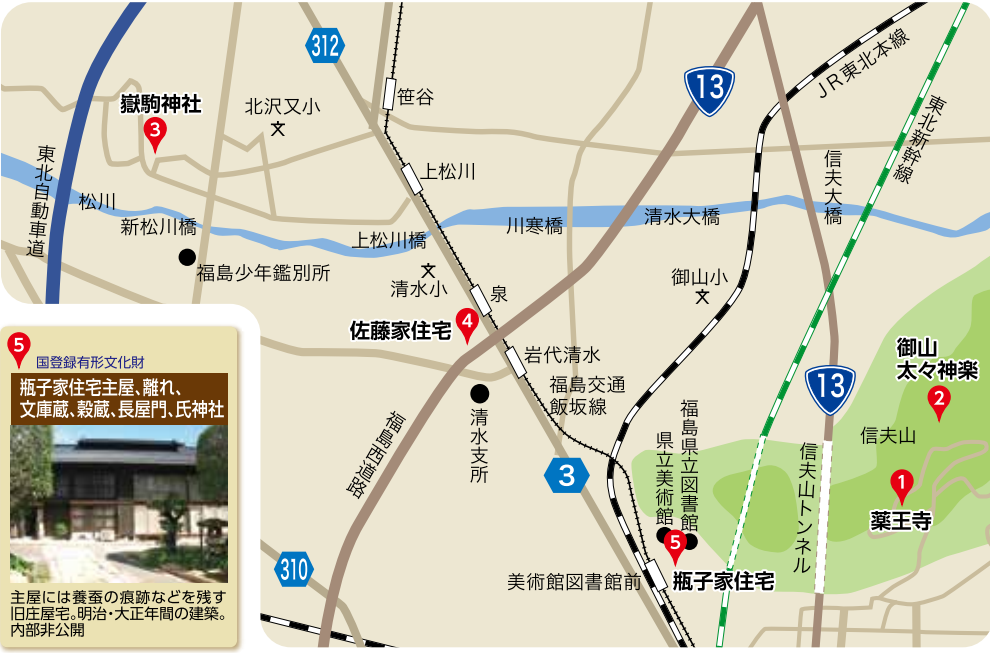 312
13
JR東北本線
東北新幹線
笹谷
嶽駒神社
3
北沢又小
上松川
東北自動車道
松川
新松川橋
信夫大橋
清水大橋
川寒橋
上松川橋
福島少年鑑別所
清水小
御山小
泉
4
佐藤家住宅
岩代清水
御山
太々神楽
2
5
国登録有形文化財
瓶子家住宅主屋、離れ、
文庫蔵、穀蔵、長屋門、氏神社
福島交通
飯坂線
13
清水支所
福島西道路
3
福島県立図書館
県立美術館
信夫山トンネル
信夫山
1
薬王寺
5
310
美術館図書館前
瓶子家住宅
主屋には養蚕の痕跡などを残す
旧庄屋宅。明治・大正年間の建築。
内部非公開